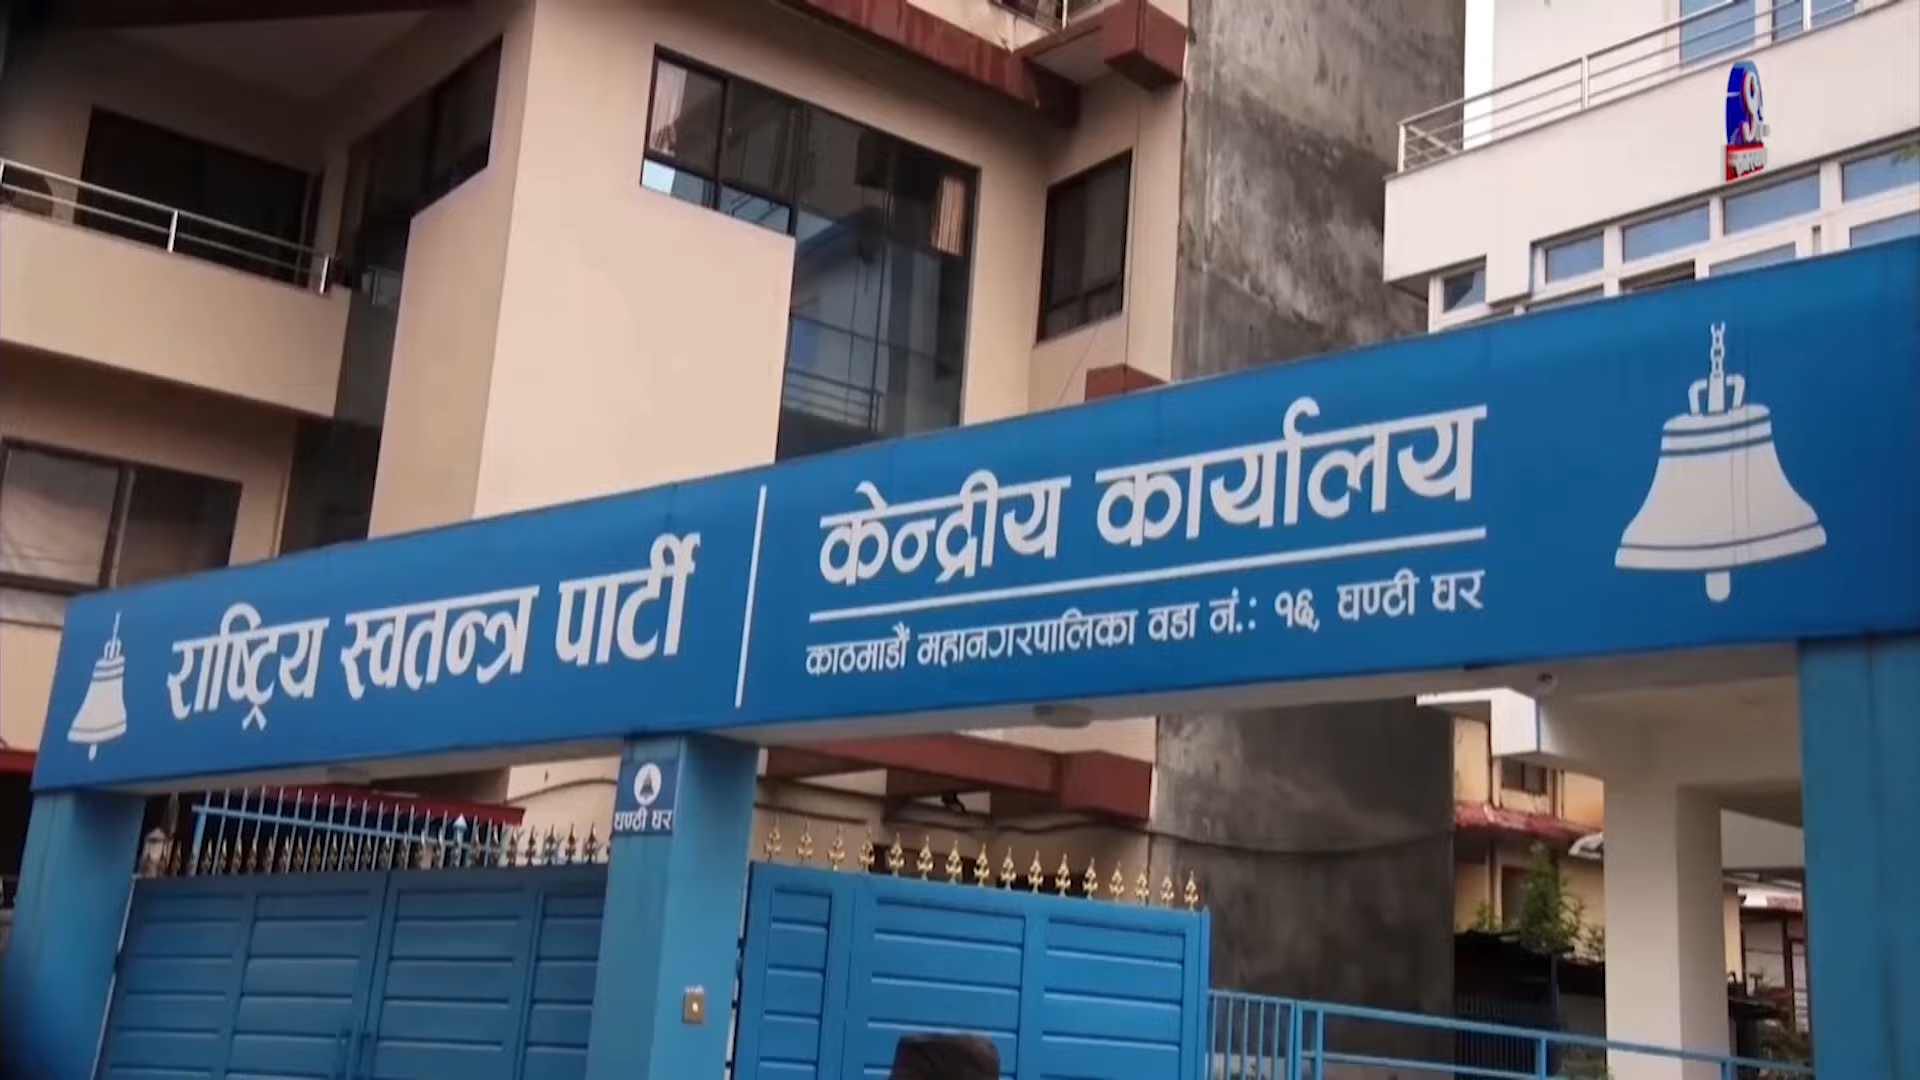 राष्ट्रिय स्वतन्त्र पार्टी
केन्द्रीय कार्यालय
काठमाडौं महानगरपालिका वडा नं.: १६, घण्टी घर
घण्टी घर